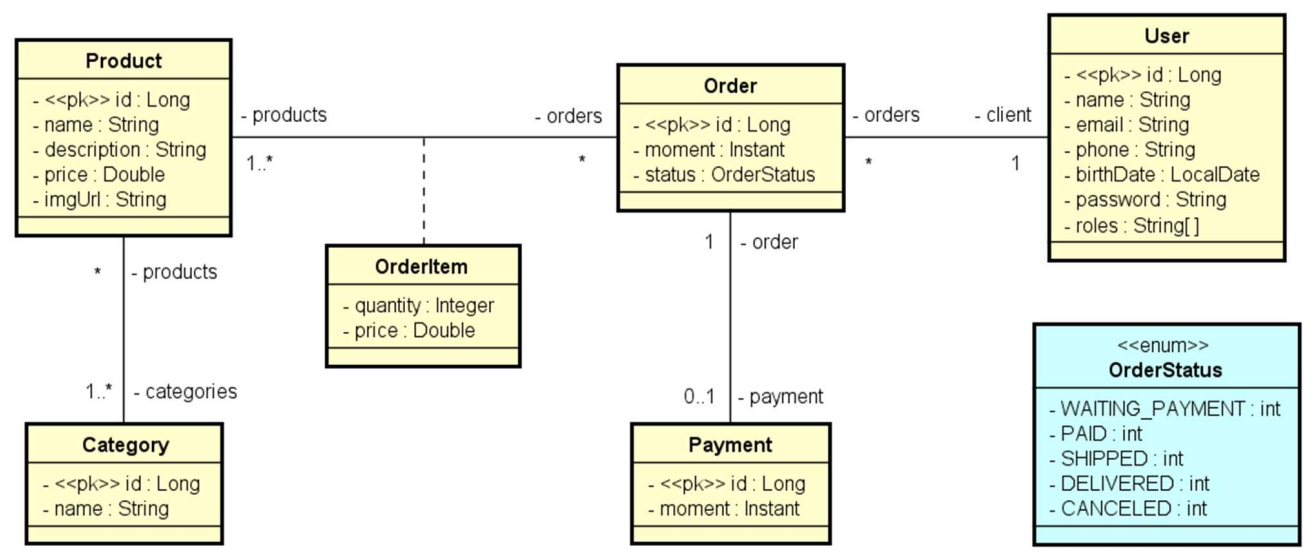 Product
- <<pk>> id : Long
- name : String
- description : String
- price : Double
- imgUrl : String
- products
1..*
- orders
*
Order
- <<pk>> id : Long
- moment : Instant
- status : OrderStatus
- orders
*
- client
1
User
- <<pk>> id : Long
- name : String
- email : String
- phone : String
- birthDate : LocalDate
- password : String
- roles : String[ ]
OrderItem
- quantity : Integer
- price : Double
* - products
1..* - categories
Category
- <<pk>> id : Long
- name : String
1 - order
0..1 - payment
Payment
- <<pk>> id : Long
- moment : Instant
<<enum>>
OrderStatus
- WAITING_PAYMENT : int
- PAID : int
- SHIPPED : int
- DELIVERED : int
- CANCELED : int